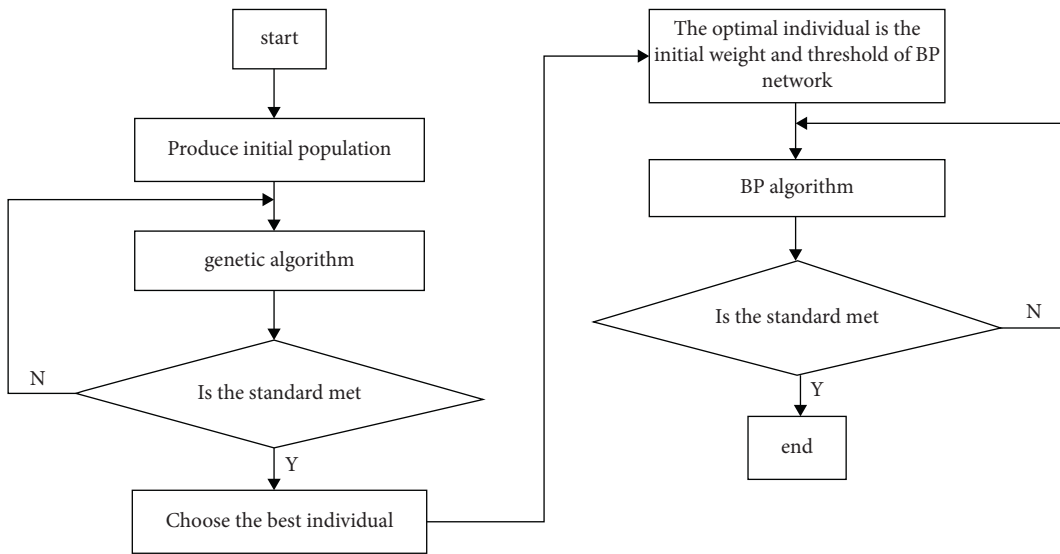 start
Produce initial population
genetic algorithm
N
Is the standard met
Y
Choose the best individual
The optimal individual is the
initial weight and threshold of BP
network
BP algorithm
Is the standard met
N
Y
end